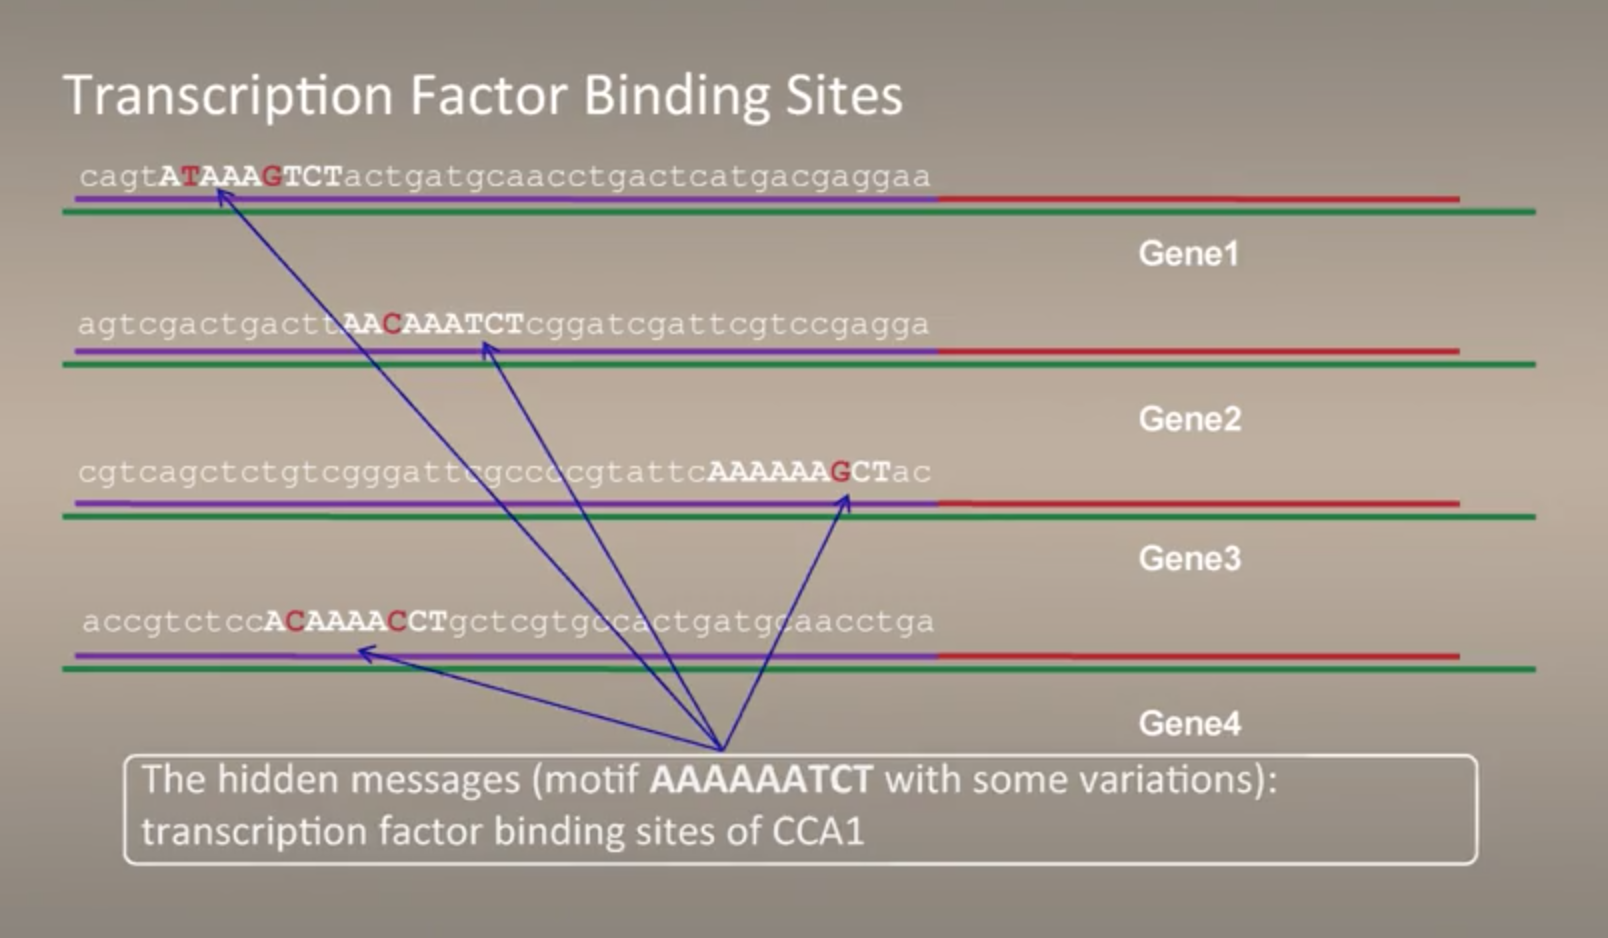 Transcription Factor Binding Sites
cagtATAAAGTCTactgatgcaacctgactcatgacgaggaa
Gene1
agtcgactgacttAACAAATCTcggatcgattcgtccgagga
Gene2
cgtcagctctgtcgggattcgccccgtattcAAAAAAGCTac
Gene3
accgtctccACAAAACCTgctcgtgccactgatgcaacctga
Gene4
The hidden messages (motif AAAAAATCT with some variations):
transcription factor binding sites of CCA1